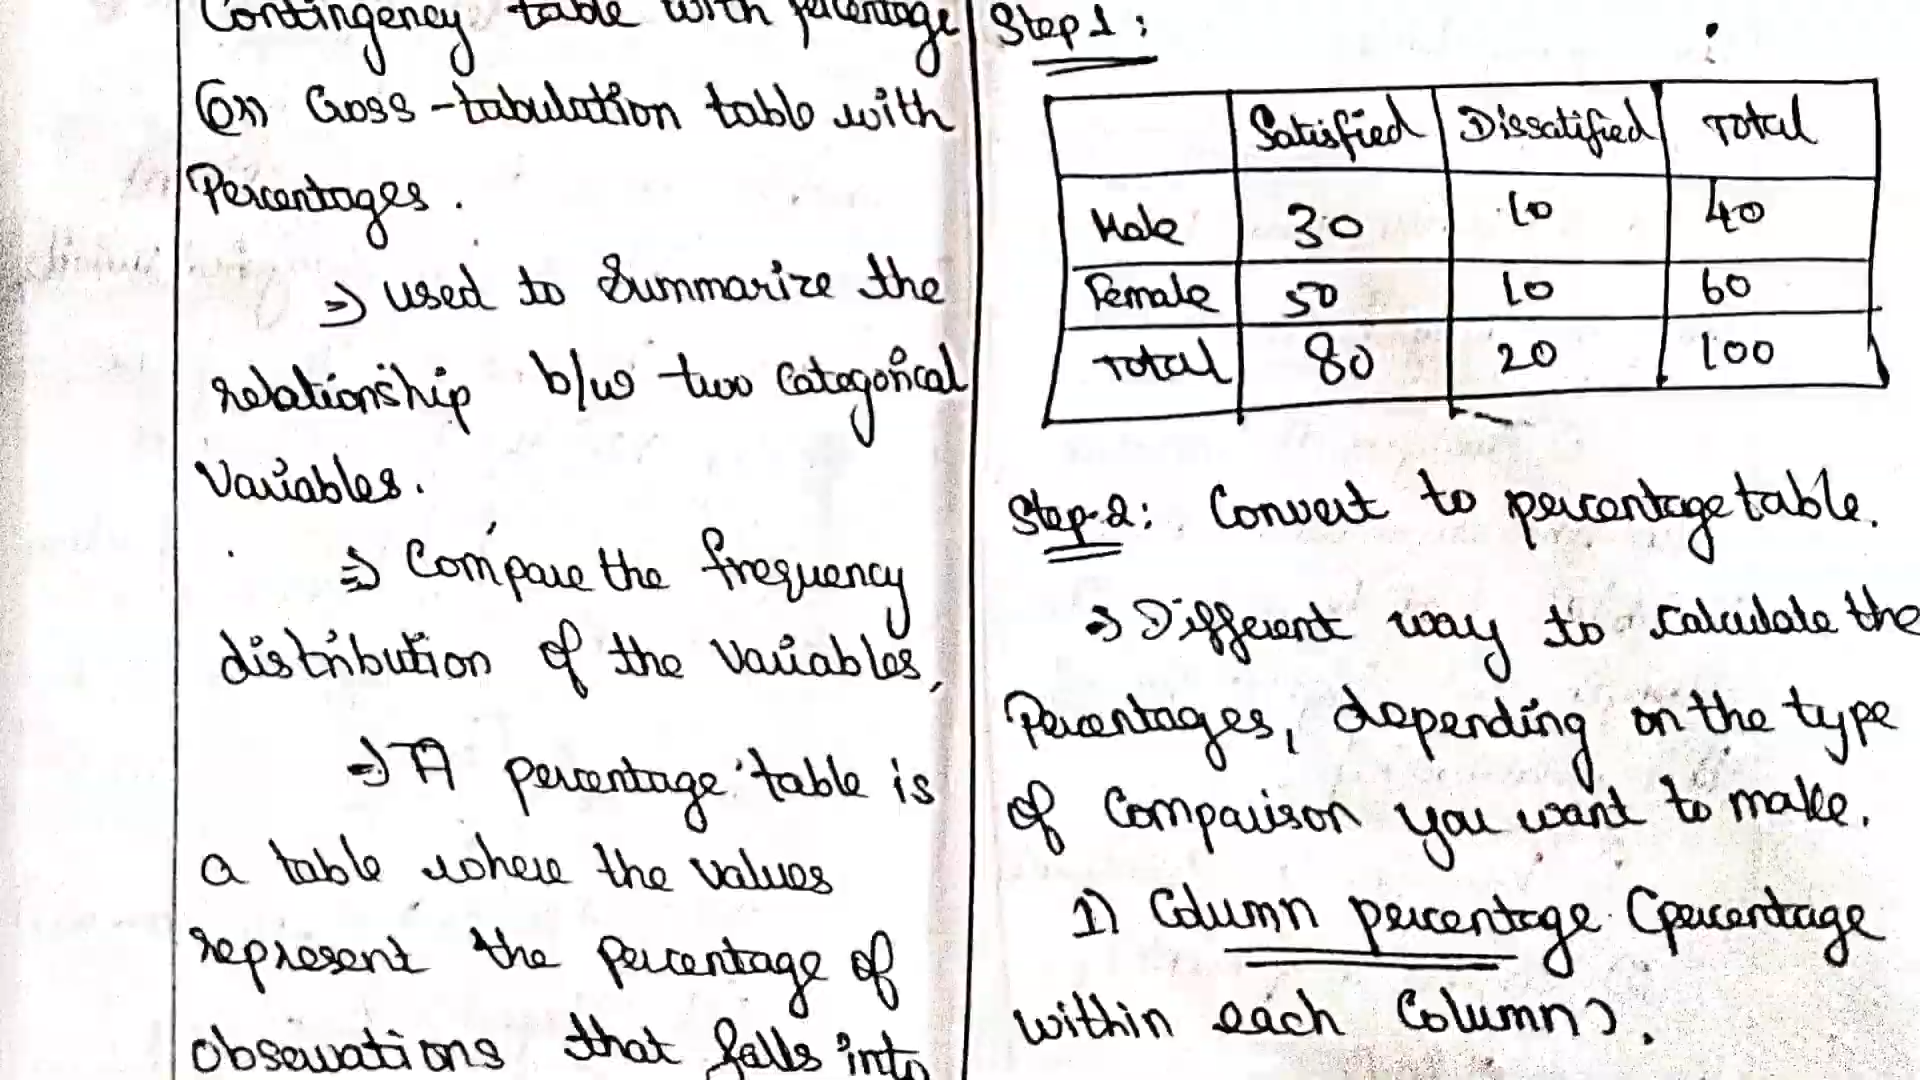 Contingency table with percentage
(or) Cross-tabulation table with
Percentages.
=> used to Summarize the
relationship b/w two Categorical
Variables.
=> Compare the frequency
distribution of the variables,
=> A percentage table is
a table where the values
represent the percentage of
observations that falls into
Step 1:
Satisfied Dissatified Total
Male 30 10 40
Female 50 10 60
Total 80 20 100
Step-2: Convert to percentage table.
=> Different way to calculate the
Percentages, depending on the type
of comparison you want to make.
1) Column percentage (percentage
within each Column).